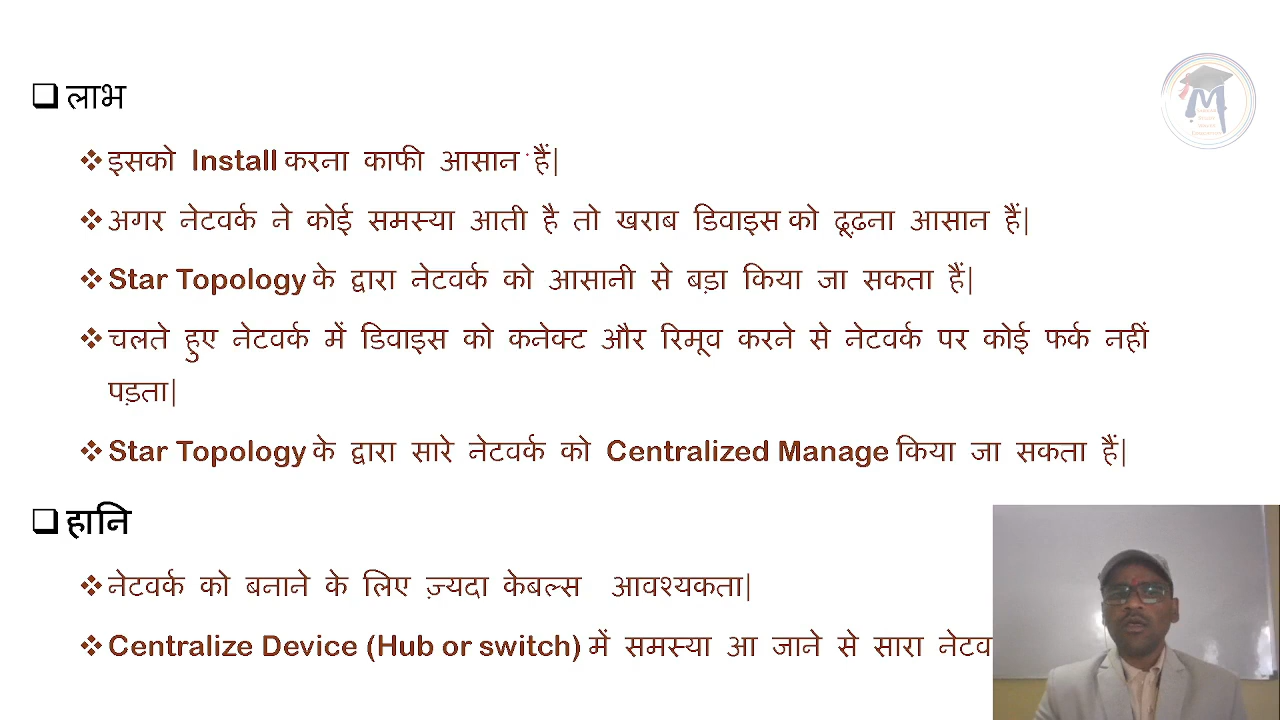 लाभ
इसको Install करना काफी आसान हैं|
अगर नेटवर्क ने कोई समस्या आती है तो खराब डिवाइस को ढूढ़ना आसान हैं|
Star Topology के द्वारा नेटवर्क को आसानी से बड़ा किया जा सकता हैं|
चलते हुए नेटवर्क में डिवाइस को कनेक्ट और रिमूव करने से नेटवर्क पर कोई फर्क नहीं
पड़ता|
Star Topology के द्वारा सारे नेटवर्क को Centralized Manage किया जा सकता हैं|
हानि
नेटवर्क को बनाने के लिए ज़्यदा केबल्स आवश्यकता|
Centralize Device (Hub or switch) में समस्या आ जाने से सारा